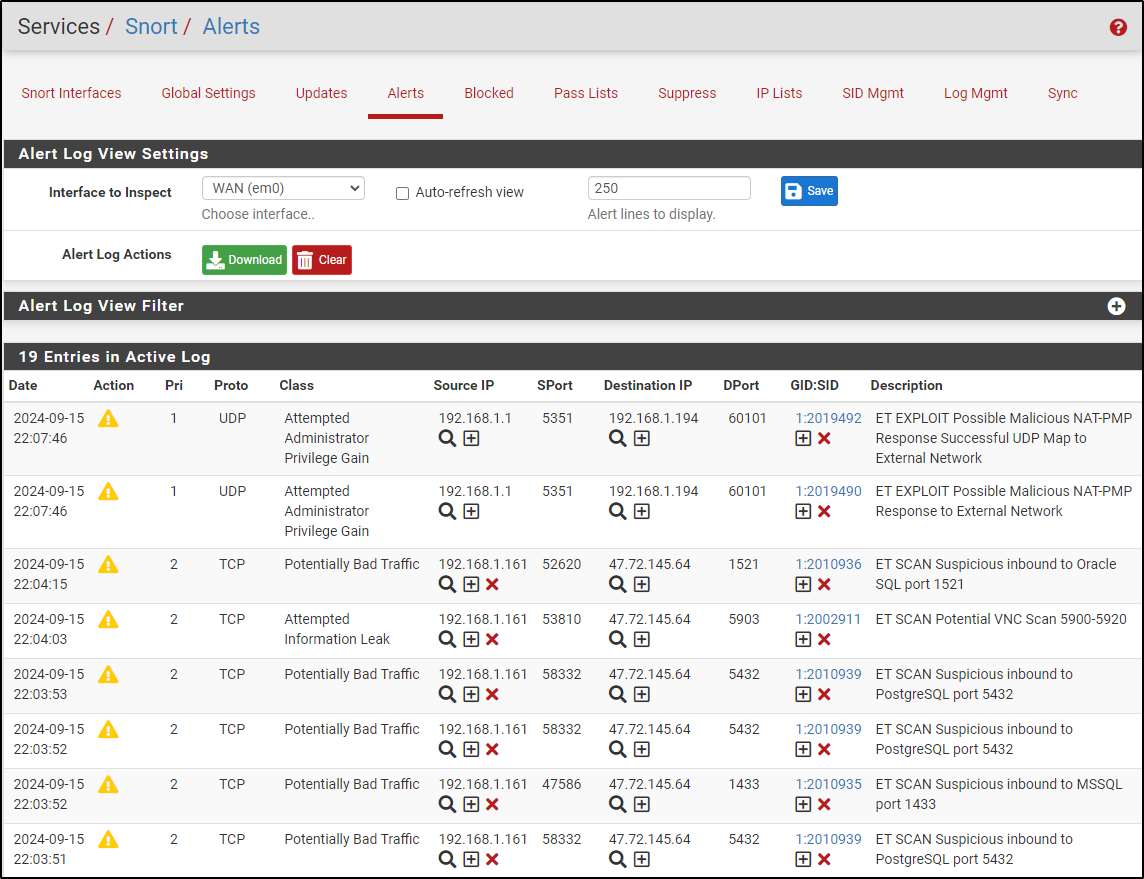 Services / Snort / Alerts
Snort Interfaces Global Settings Updates Alerts Blocked Pass Lists Suppress IP Lists SID Mgmt Log Mgmt Sync
Alert Log View Settings
Interface to Inspect WAN (em0) Auto-refresh view 250 Save
Choose interface.. Alert lines to display.
Alert Log Actions Download Clear
Alert Log View Filter
19 Entries in Active Log
Date Action Pri Proto Class Source IP SPort Destination IP DPort GID:SID Description
2024-09-15 1 UDP Attempted 192.168.1.1 5351 192.168.1.194 60101 1:2019492 ET EXPLOIT Possible Malicious NAT-PMP
22:07:46 Administrator Response Successful UDP Map to
Privilege Gain External Network
2024-09-15 1 UDP Attempted 192.168.1.1 5351 192.168.1.194 60101 1:2019490 ET EXPLOIT Possible Malicious NAT-PMP
22:07:46 Administrator Response to External Network
Privilege Gain
2024-09-15 2 TCP Potentially Bad Traffic 192.168.1.161 52620 47.72.145.64 1521 1:2010936 ET SCAN Suspicious inbound to Oracle
22:04:15 SQL port 1521
2024-09-15 2 TCP Attempted 192.168.1.161 53810 47.72.145.64 5903 1:2002911 ET SCAN Potential VNC Scan 5900-5920
22:04:03 Information Leak
2024-09-15 2 TCP Potentially Bad Traffic 192.168.1.161 58332 47.72.145.64 5432 1:2010939 ET SCAN Suspicious inbound to
22:03:53 PostgreSQL port 5432
2024-09-15 2 TCP Potentially Bad Traffic 192.168.1.161 58332 47.72.145.64 5432 1:2010939 ET SCAN Suspicious inbound to
22:03:52 PostgreSQL port 5432
2024-09-15 2 TCP Potentially Bad Traffic 192.168.1.161 47586 47.72.145.64 1433 1:2010935 ET SCAN Suspicious inbound to MSSQL
22:03:52 port 1433
2024-09-15 2 TCP Potentially Bad Traffic 192.168.1.161 58332 47.72.145.64 5432 1:2010939 ET SCAN Suspicious inbound to
22:03:51 PostgreSQL port 5432